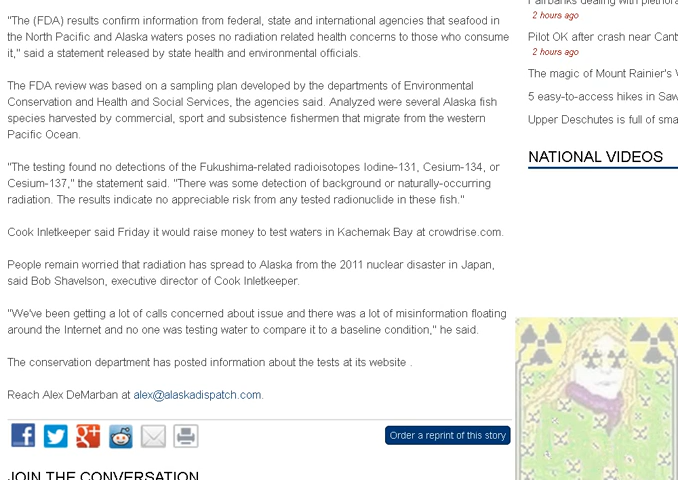 "The (FDA) results confirm information from federal, state and international agencies that seafood in
the North Pacific and Alaska waters poses no radiation related health concerns to those who consume
it," said a statement released by state health and environmental officials.
The FDA review was based on a sampling plan developed by the departments of Environmental
Conservation and Health and Social Services, the agencies said. Analyzed were several Alaska fish
species harvested by commercial, sport and subsistence fishermen that migrate from the western
Pacific Ocean.
"The testing found no detections of the Fukushima-related radioisotopes Iodine-131, Cesium-134, or
Cesium-137," the statement said. "There was some detection of background or naturally-occurring
radiation. The results indicate no appreciable risk from any tested radionuclide in these fish."
Cook Inletkeeper said Friday it would raise money to test waters in Kachemak Bay at crowdrise.com.
People remain worried that radiation has spread to Alaska from the 2011 nuclear disaster in Japan,
said Bob Shavelson, executive director of Cook Inletkeeper.
"We've been getting a lot of calls concerned about issue and there was a lot of misinformation floating
around the Internet and no one was testing water to compare it to a baseline condition," he said.
The conservation department has posted information about the tests at its website .
Reach Alex DeMarban at alex@alaskadispatch.com.
Order a reprint of this story
JOIN THE CONVERSATION
Fairbanks dealing with
2 hours ago
Pilot OK after crash near
2 hours ago
The magic of Mount Rainier's
5 easy-to-access hikes in
Upper Deschutes is full of
NATIONAL VIDEOS